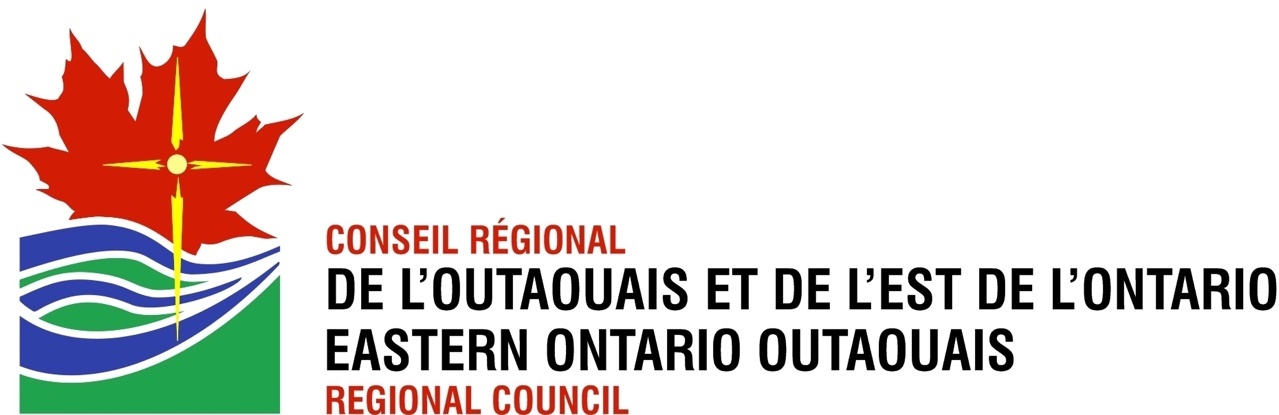 CONSEIL RÉGIONAL
DE L'OUTAOUAIS ET DE L'EST DE L'ONTARIO
EASTERN ONTARIO OUTAOUAIS
REGIONAL COUNCIL